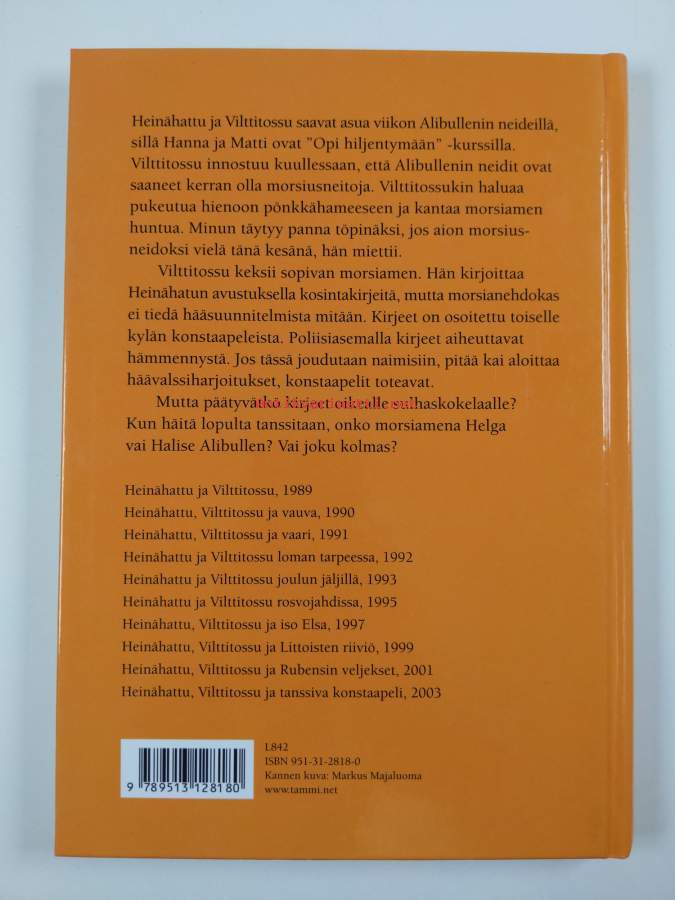 Heinähattu ja Vilttitossu saavat asua viikon Alibullenin neideillä,
sillä Hanna ja Matti ovat "Opi hiljentymään" -kurssilla.
Vilttitossu innostuu kuullessaan, että Alibullenin neidit ovat
saaneet kerran olla morsiusneitoja. Vilttitossukin haluaa
pukeutua hienoon pönkkähameeseen ja kantaa morsiamen
huntua. Minun täytyy panna töpinäksi, jos aion morsius-
neidoksi vielä tänä kesänä, hän miettii.
Vilttitossu keksii sopivan morsiamen. Hän kirjoittaa
Heinähatun avustuksella kosintakirjeitä, mutta morsianehdokas
ei tiedä hääsuunnitelmista mitään. Kirjeet on osoitettu toiselle
kylän konstaapeleista. Poliisiasemalla kirjeet aiheuttavat
hämmennystä. Jos tässä joudutaan naimisiin, pitää kai aloittaa
häävalssiharjoitukset, konstaapelit toteavat.
Mutta päätyvätkö kirjeet oikealle sulhaskokelaalle?
Kun häitä lopulta tanssitaan, onko morsiamena Helga
vai Halise Alibullen? Vai joku kolmas?
Heinähattu ja Vilttitossu, 1989
Heinähattu, Vilttitossu ja vauva, 1990
Heinähattu, Vilttitossu ja vaari, 1991
Heinähattu ja Vilttitossu loman tarpeessa, 1992
Heinähattu ja Vilttitossu joulun jäljillä, 1993
Heinähattu ja Vilttitossu rosvojahdissa, 1995
Heinähattu, Vilttitossu ja iso Elsa, 1997
Heinähattu, Vilttitossu ja Littoisten riiviö, 1999
Heinähattu, Vilttitossu ja Rubensin veljekset, 2001
Heinähattu, Vilttitossu ja tanssiva konstaapeli, 2003
L842
ISBN 951-31-2818-0
Kannen kuva: Markus Majaluoma
www.tammi.net
9 789513 128180